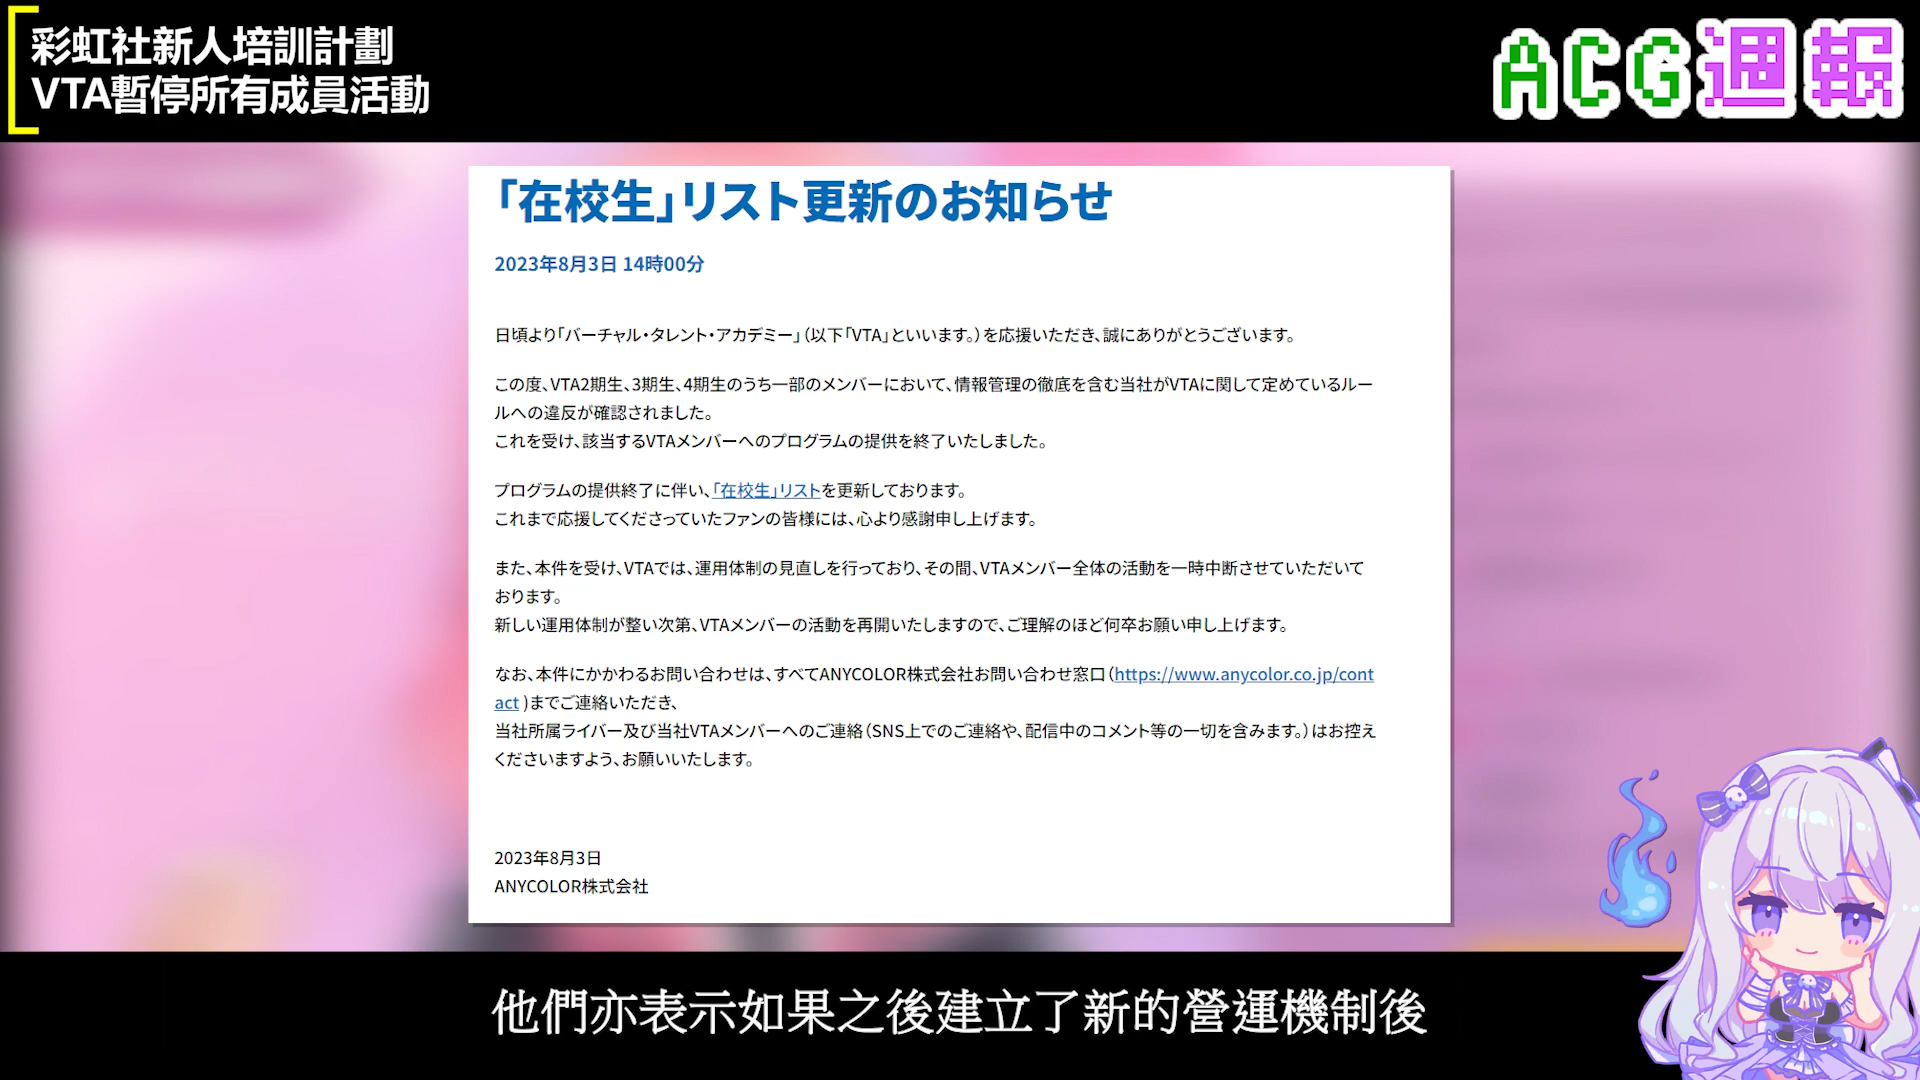 彩虹社新人培訓計劃
VTA暫停所有成員活動
ACG週報
「在校生」リスト更新のお知らせ
2023年8月3日 14時00分
日頃より「バーチャル・タレント・アカデミー」（以下「VTA」といいます。）を応援いただき、誠にありがとうございます。
この度、VTA2期生、3期生、4期生のうち一部のメンバーにおいて、情報管理の徹底を含む当社がVTAに関して定めているルー
ルへの違反が確認されました。
これを受け、該当するVTAメンバーへのプログラムの提供を終了いたしました。
プログラムの提供終了に伴い、「在校生」リストを更新しております。
これまで応援してくださっていたファンの皆様には、心より感謝申し上げます。
また、本件を受け、VTAでは、運用体制の見直しを行っており、その間、VTAメンバー全体の活動を一時中断させていただいて
おります。
新しい運用体制が整い次第、VTAメンバーの活動を再開いたしますので、ご理解のほど何卒お願い申し上げます。
なお、本件にかかわるお問い合わせは、すべてANYCOLOR株式会社お問い合わせ窓口（https://www.anycolor.co.jp/cont
act ）までご連絡いただき、
当社所属ライバー及び当社VTAメンバーへのご連絡（SNS上でのご連絡や、配信中のコメント等の一切を含みます。）はお控え
くださいますよう、お願いいたします。
2023年8月3日
ANYCOLOR株式会社
他們亦表示如果之後建立了新的營運機制後